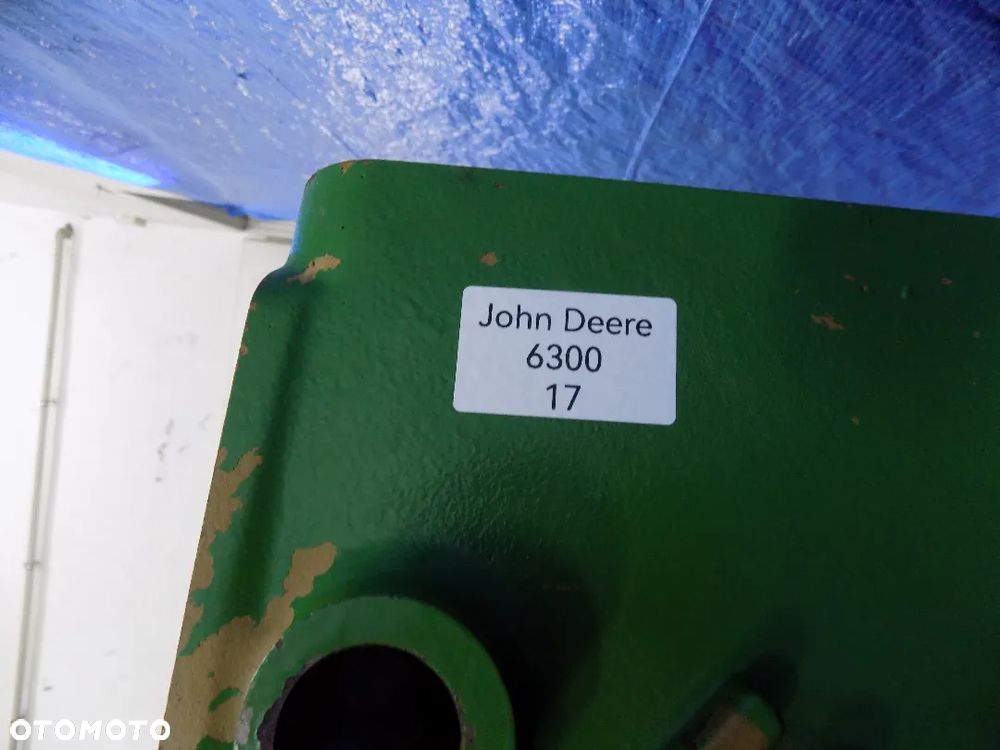 John Deere
6300
17
OTOMOTO